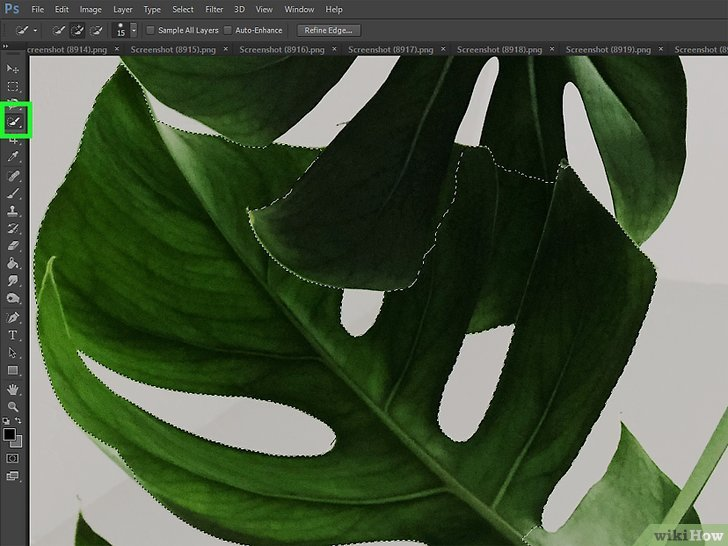 Ps File Edit Image Layer Type Select Filter 3D View Window Help
15 Sample All Layers Auto-Enhance Refine Edge...
creenshot (8914).png × Screenshot (8915).png × Screenshot (8916).png × Screenshot (8917).png × Screenshot (8918).png × Screenshot (8919).png × Screenshot (8
T
wikiHow